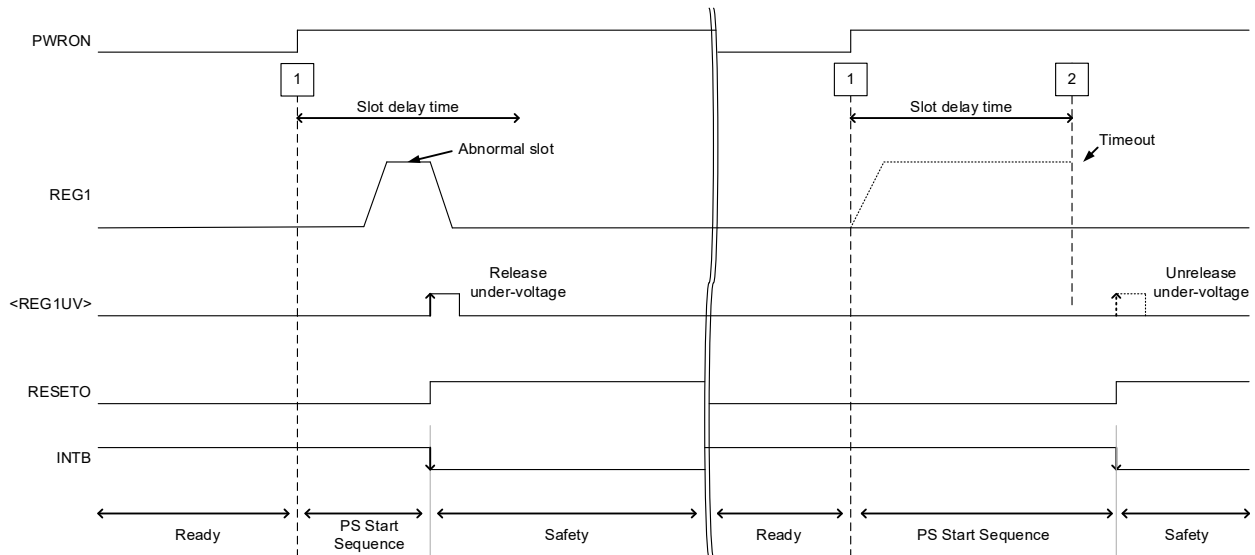 PWRON
1
1
2
Slot delay time
Slot delay time
Abnormal slot
Timeout
REG1
Release
under-voltage
Unrelease
under-voltage
<REG1UV>
RESETO
INTB
Ready
PS Start
Sequence
Safety
Ready
PS Start Sequence
Safety